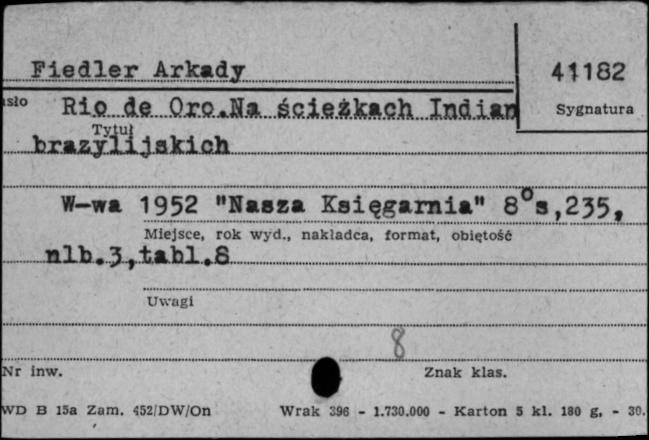 Fiedler Arkady
41182
asło Rio de Oro.Na ścieżkach Indian
Sygnatura
Tytuł
brazylijskich
W-wa 1952 "Nasza Księgarnia" 8°s,235,
Miejsce, rok wyd., nakładca, format, objętość
nlb.3,tabl.8
Uwagi
8
Nr inw.
Znak klas.
WD B 15a Zam. 452/DW/On
Wrak 396 - 1.730.000 - Karton 5 kl. 180 g. - 30.